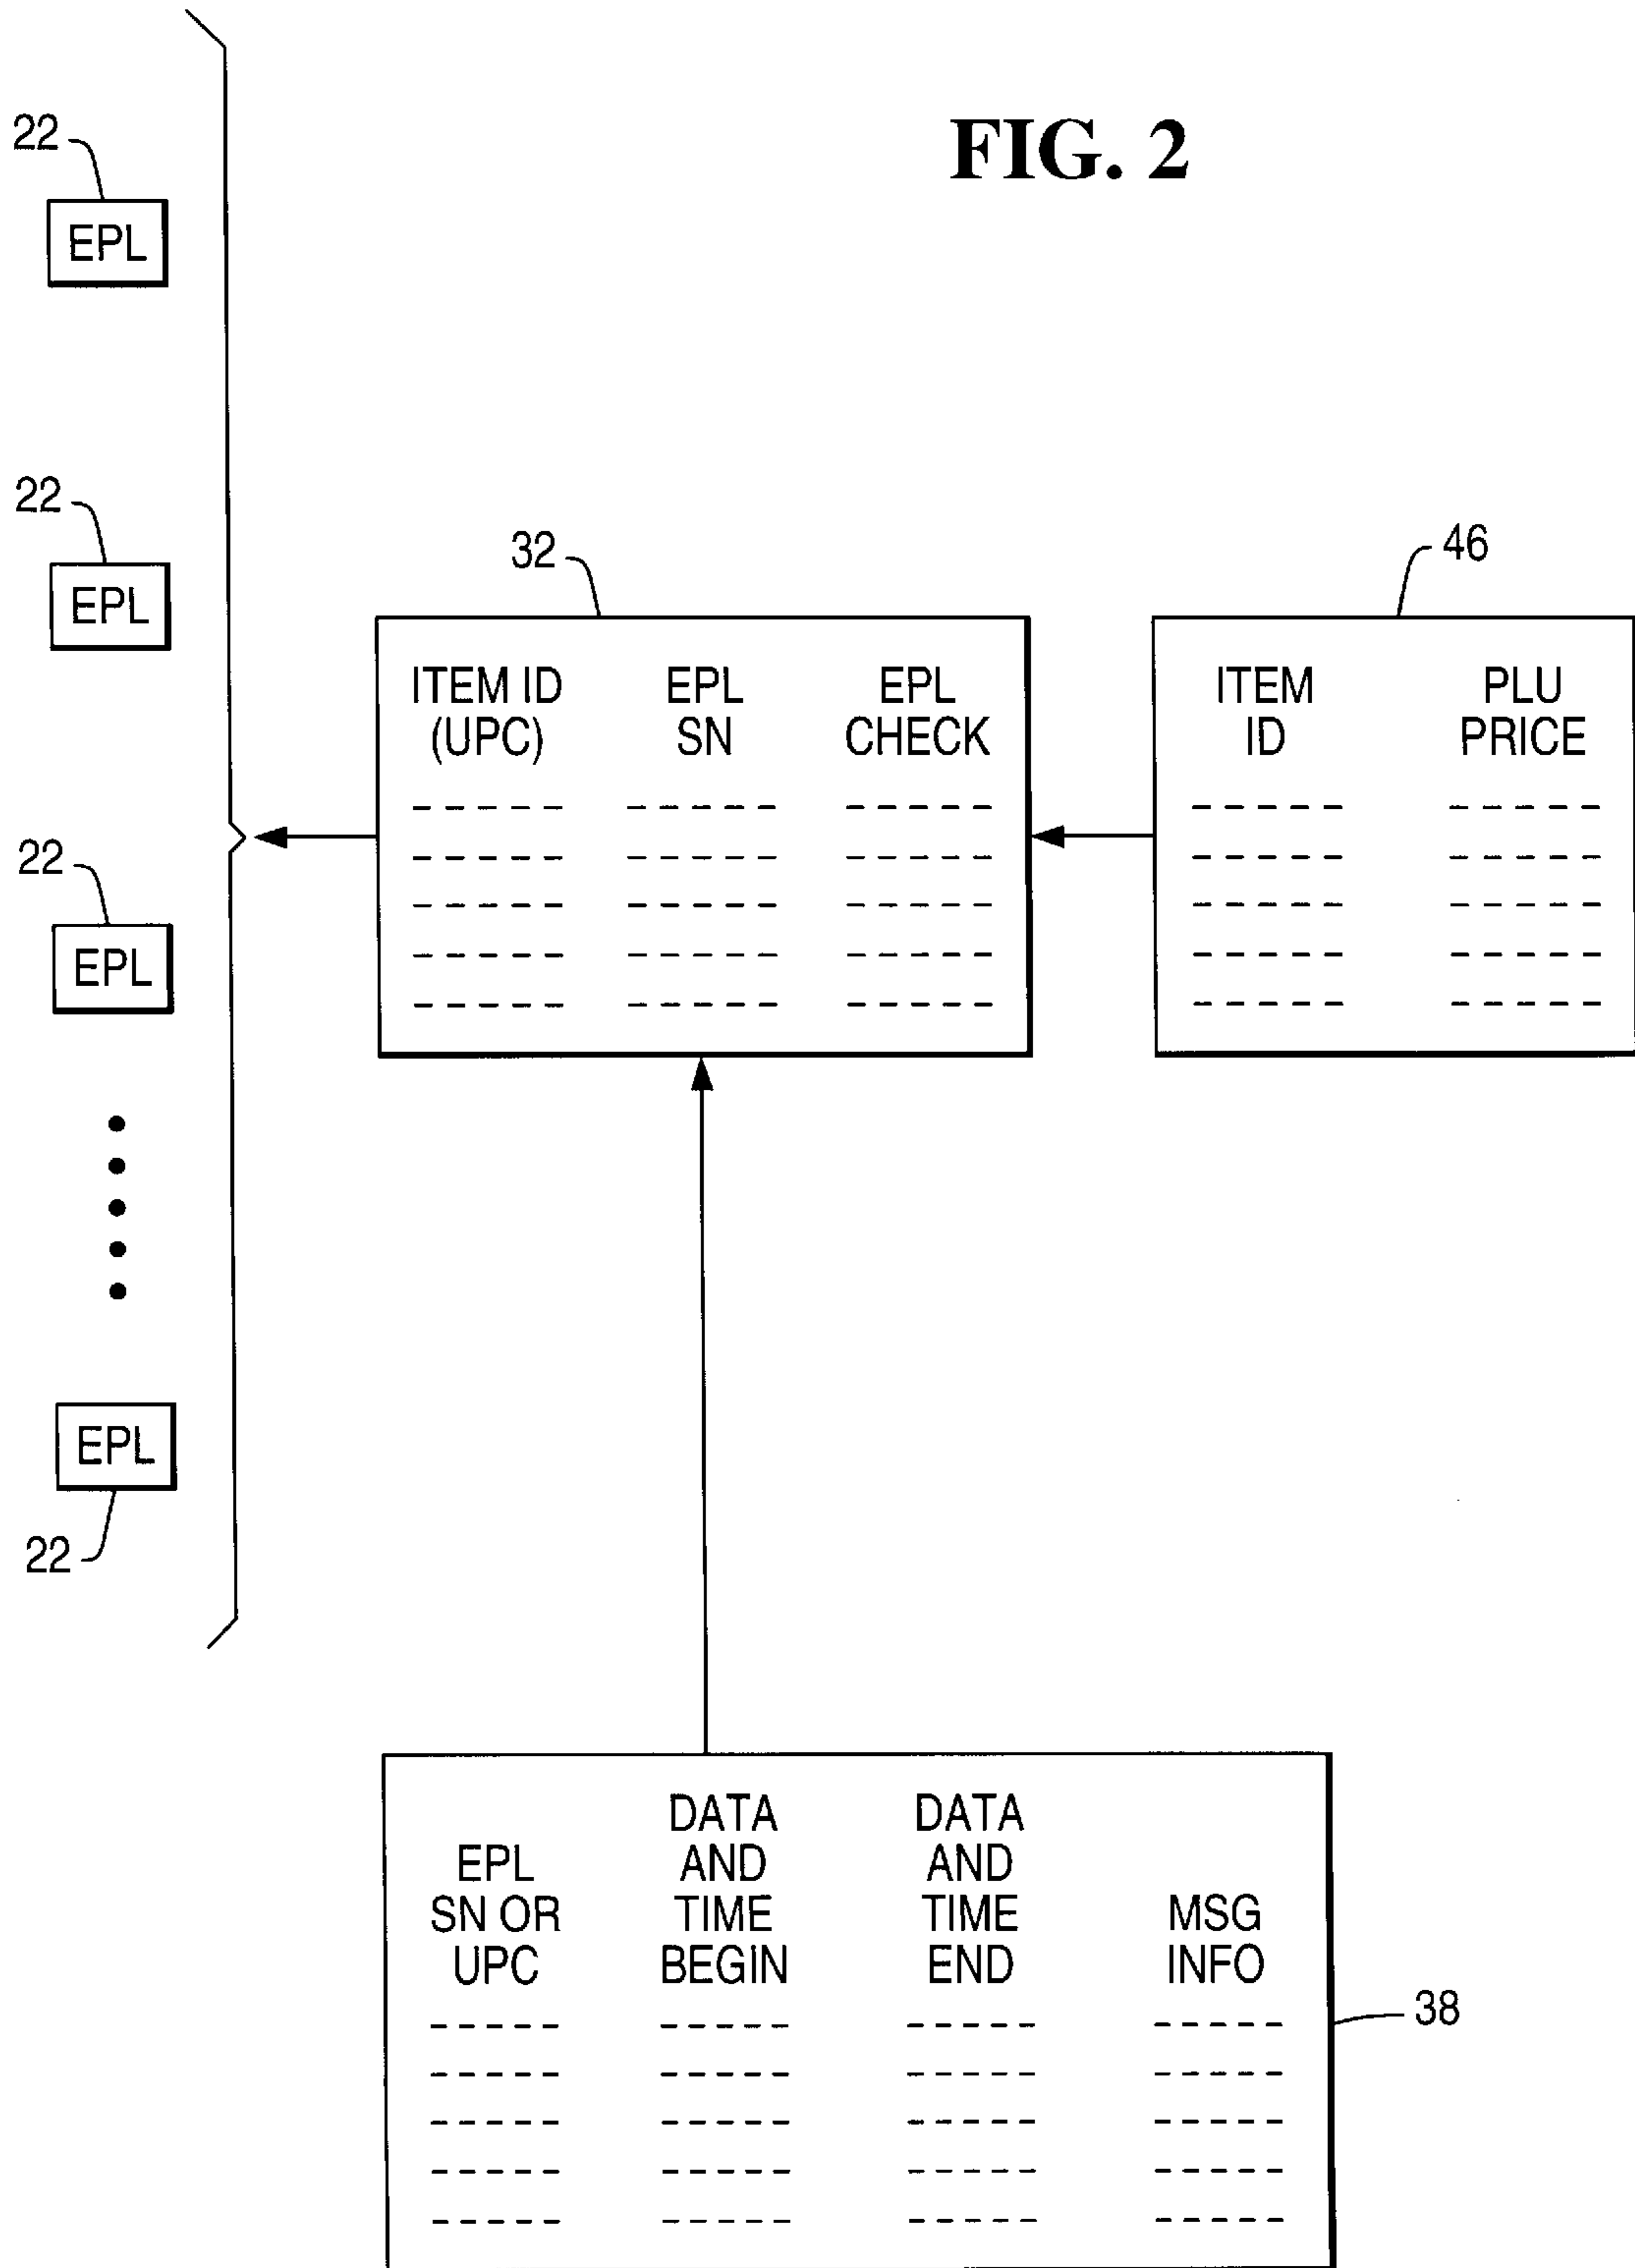 FIG. 2
22
EPL
22
EPL
22
EPL
EPL
22
32
ITEM ID
(UPC)
EPL
SN
EPL
CHECK
46
ITEM
ID
PLU
PRICE
EPL
SN OR
UPC
DATA
AND
TIME
BEGIN
DATA
AND
TIME
END
MSG
INFO
38